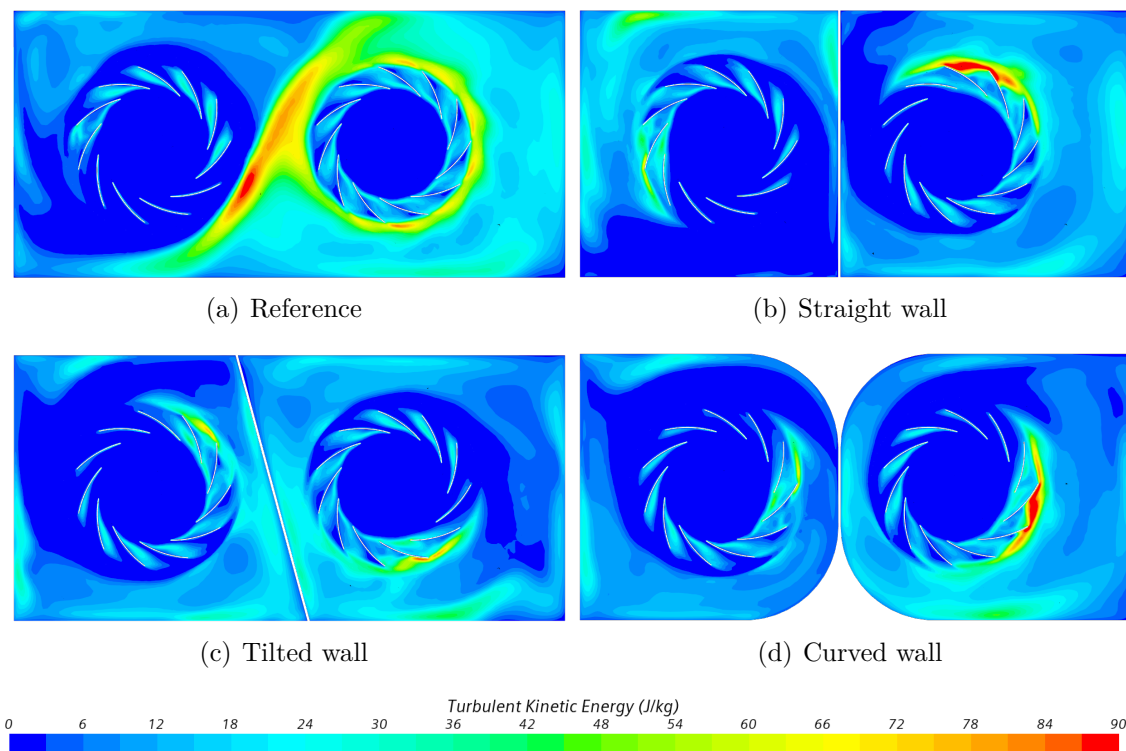 (a) Reference
(b) Straight wall
(c) Tilted wall
(d) Curved wall
Turbulent Kinetic Energy (J/kg)
0 6 12 18 24 30 36 42 48 54 60 66 72 78 84 90